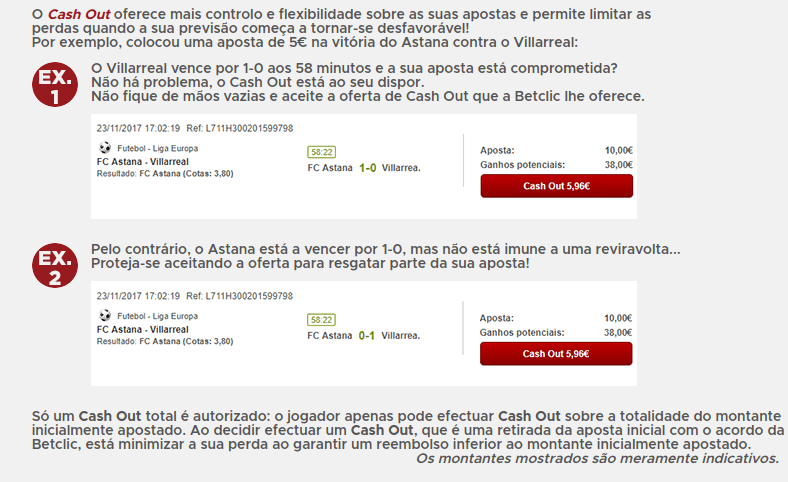 O Cash Out oferece mais controlo e flexibilidade sobre as suas apostas e permite limitar as
perdas quando a sua previsão começa a tornar-se desfavorável!
Por exemplo, colocou uma aposta de 5€ na vitória do Astana contra o Villarreal:
EX.
1
O Villarreal vence por 1-0 aos 58 minutos e a sua aposta está comprometida?
Não há problema, o Cash Out está ao seu dispor.
Não fique de mãos vazias e aceite a oferta de Cash Out que a Betclic lhe oferece.
23/11/2017 17:02:19 Ref: L711H300201599798
Futebol - Liga Europa
FC Astana - Villarreal
Resultado: FC Astana (Cotas: 3,80)
58:22
FC Astana 1-0 Villarrea.
Aposta: 10,00€
Ganhos potenciais: 38,00€
Cash Out 5,96€
EX.
2
Pelo contrário, o Astana está a vencer por 1-0, mas não está imune a uma reviravolta...
Proteja-se aceitando a oferta para resgatar parte da sua aposta!
23/11/2017 17:02:19 Ref: L711H300201599798
Futebol - Liga Europa
FC Astana - Villarreal
Resultado: FC Astana (Cotas: 3,80)
58:22
FC Astana 0-1 Villarrea.
Aposta: 10,00€
Ganhos potenciais: 38,00€
Cash Out 5,96€
Só um Cash Out total é autorizado: o jogador apenas pode efectuar Cash Out sobre a totalidade do montante
inicialmente apostado. Ao decidir efectuar um Cash Out, que é uma retirada da aposta inicial com o acordo da
Betclic, está minimizar a sua perda ao garantir um reembolso inferior ao montante inicialmente apostado.
Os montantes mostrados são meramente indicativos.